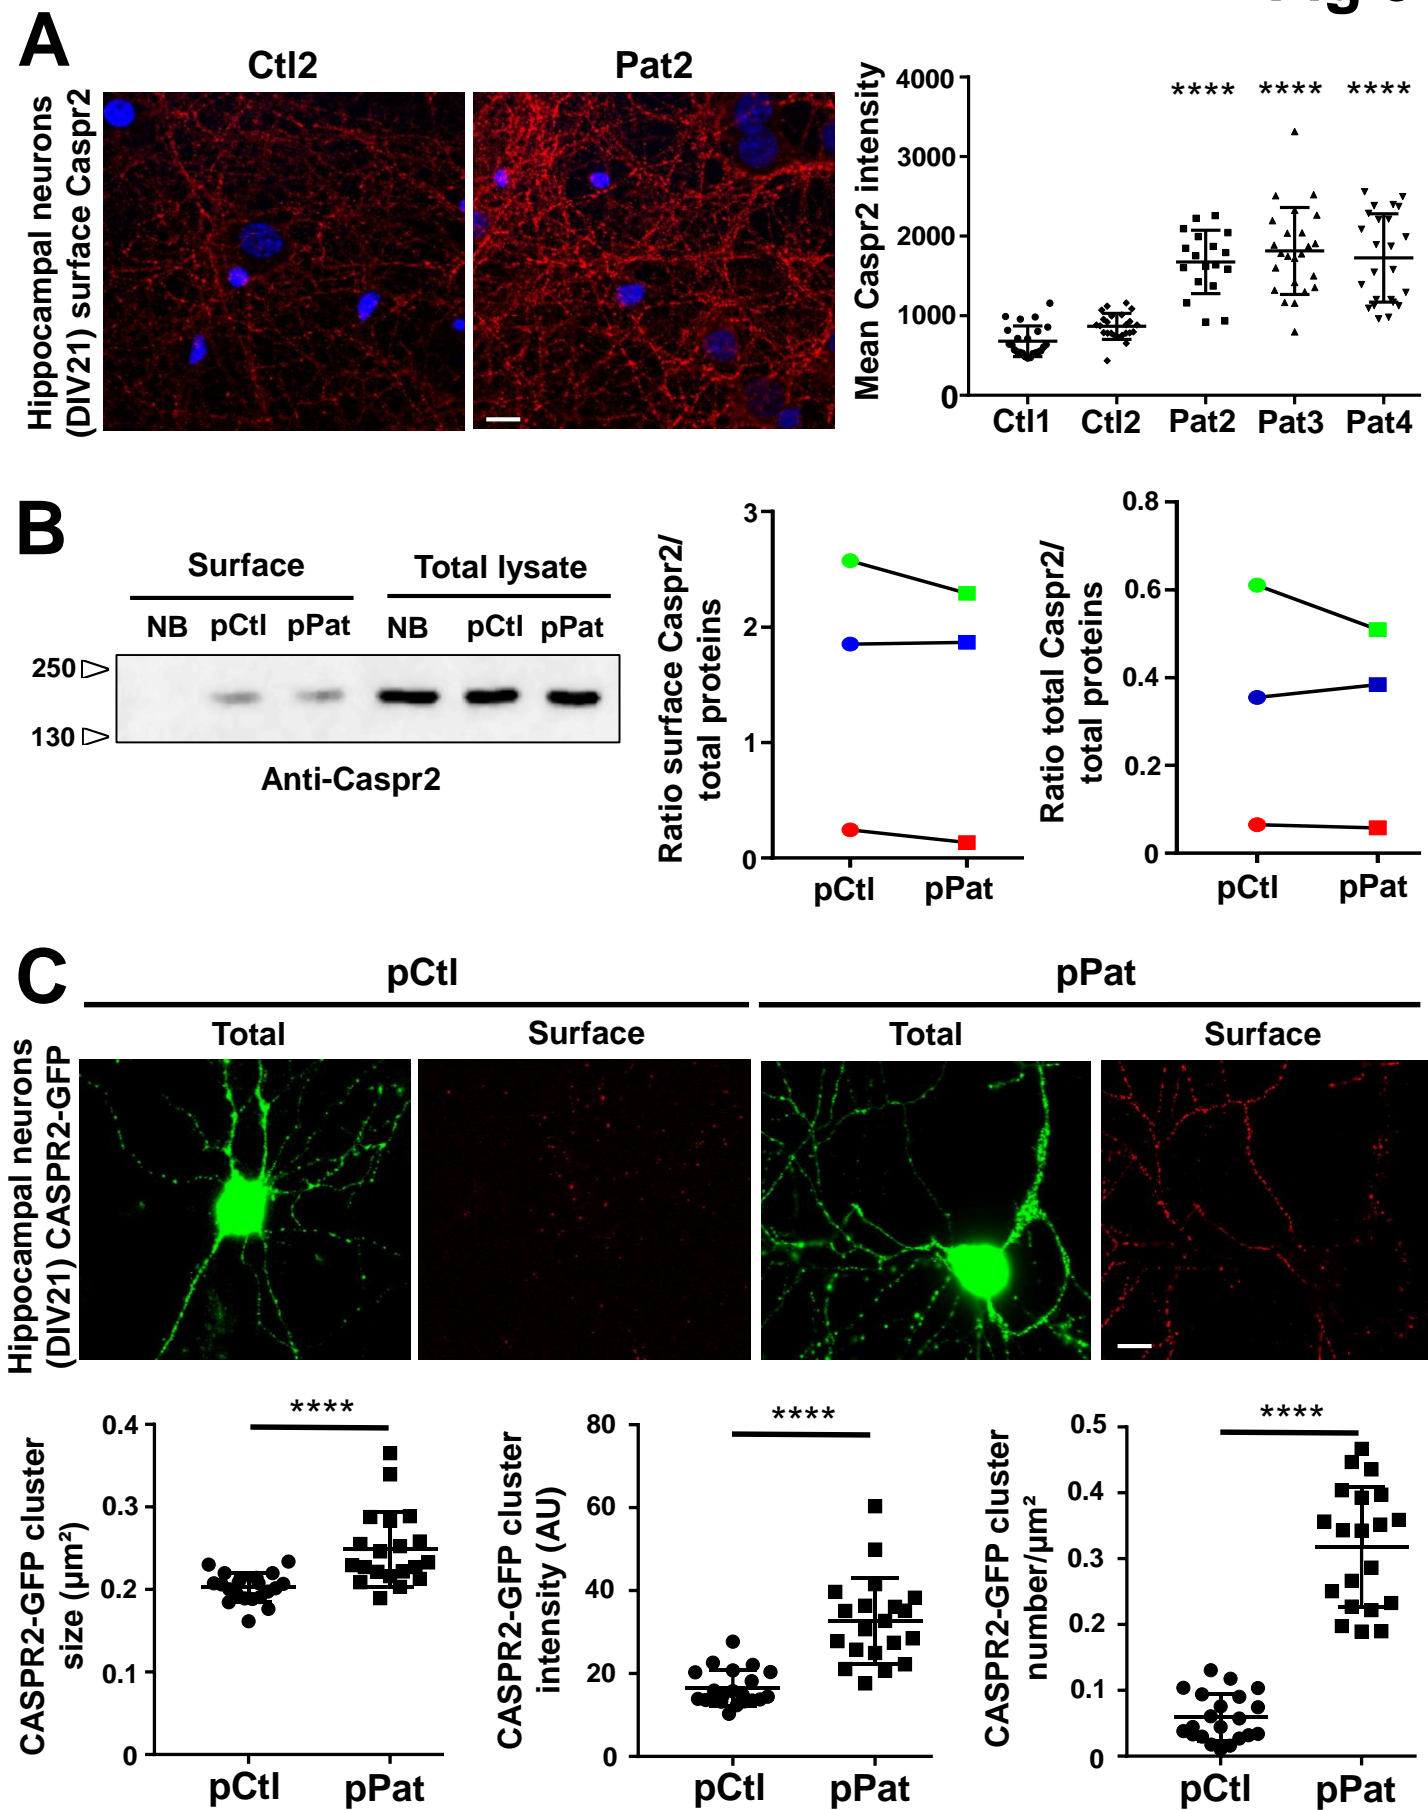 A
Ctl2
Pat2
Hippocampal neurons
(DIV21) surface Caspr2
Mean Caspr2 intensity
4000
3000
2000
1000
0
**** **** ****
Ctl1 Ctl2 Pat2 Pat3 Pat4
B
Surface
Total lysate
NB pCtl pPat NB pCtl pPat
250
130
Anti-Caspr2
Ratio surface Caspr2/
total proteins
3
2
1
0
pCtl pPat
Ratio total Caspr2/
total proteins
0.8
0.6
0.4
0.2
0
pCtl pPat
C
pCtl
pPat
Total
Surface
Total
Surface
Hippocampal neurons
(DIV21) CASPR2-GFP
CASPR2-GFP cluster
size (µm²)
0.4
0.3
0.2
0.1
0
****
pCtl pPat
CASPR2-GFP cluster
intensity (AU)
80
60
40
20
0
****
pCtl pPat
CASPR2-GFP cluster
number/µm²
0.5
0.4
0.3
0.2
0.1
0
****
pCtl pPat